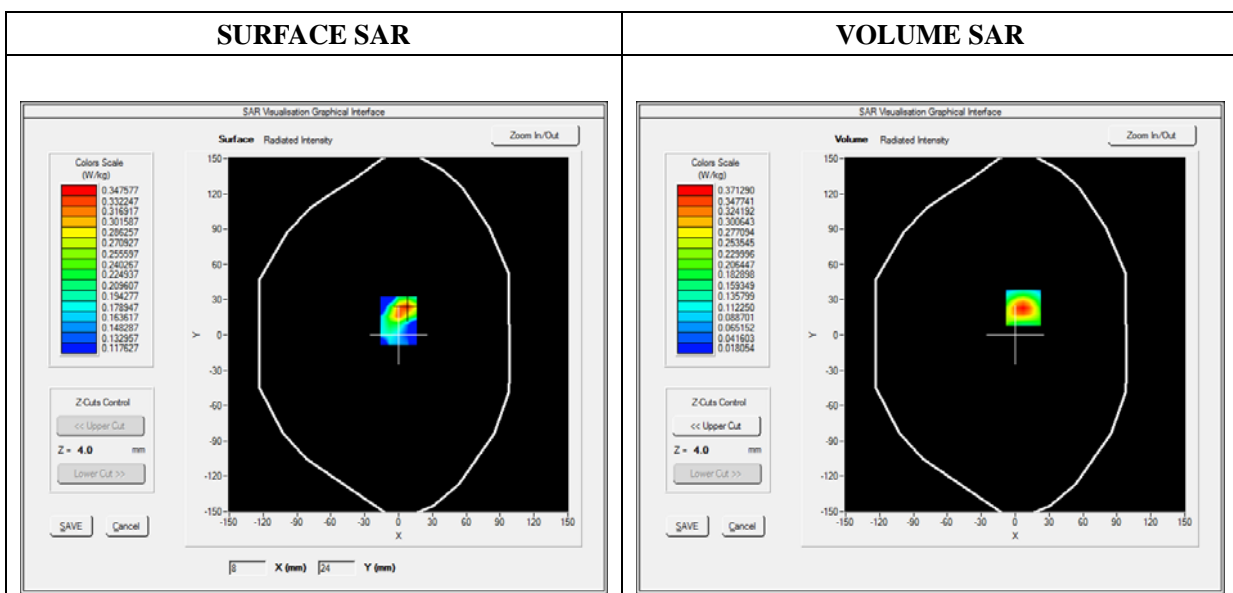 SURFACE SAR
VOLUME SAR
SAR Visualisation Graphical Interface
Surface Radiated Intensity
Zoom In/Out
Colors Scale
(W/kg)
0.347577
0.332247
0.316917
0.301587
0.286257
0.270927
0.255597
0.240267
0.224937
0.209607
0.194277
0.178947
0.163617
0.148287
0.132957
0.117627
Z-Cuts Control
<< Upper Cut
Z = 4.0 mm
Lower Cut >>
SAVE Cancel
150
120
90
60
30
0
-30
-60
-90
-120
-150
Y
-150 -120 -90 -60 -30 0 30 60 90 120 150
X
8 X (mm) 24 Y (mm)
SAR Visualisation Graphical Interface
Volume Radiated Intensity
Zoom In/Out
Colors Scale
(W/kg)
0.371290
0.347741
0.324192
0.300643
0.277094
0.253545
0.229996
0.206447
0.182898
0.159349
0.135799
0.112250
0.088701
0.065152
0.041603
0.018054
Z-Cuts Control
<< Upper Cut
Z = 4.0 mm
Lower Cut >>
SAVE Cancel
150
120
90
60
30
0
-30
-60
-90
-120
-150
Y
-150 -120 -90 -60 -30 0 30 60 90 120 150
X